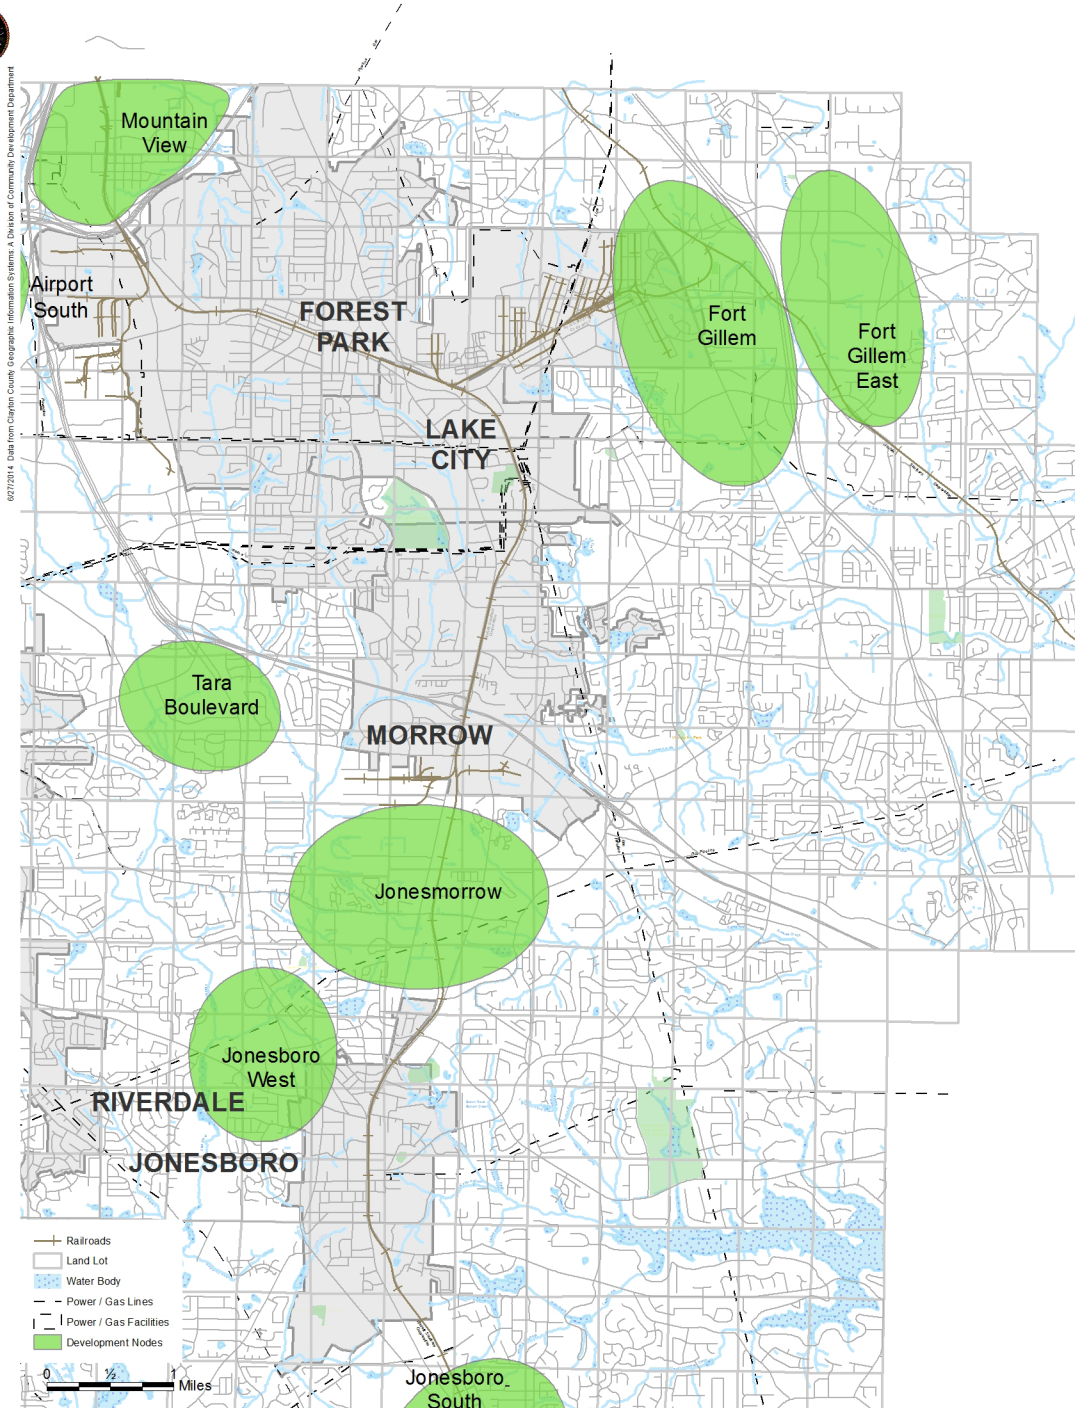 6/27/2014 Data from Clayton County Geographic Information Systems: A Division of Community Development Department
Mountain
View
Airport
South
FOREST
PARK
Fort
Gillem
Fort
Gillem
East
LAKE
CITY
Tara
Boulevard
MORROW
Jonesmorrow
Jonesboro
West
RIVERDALE
JONESBORO
Railroads
Land Lot
Water Body
Power / Gas Lines
Power / Gas Facilities
Development Nodes
0 ½ 1
Miles
Jonesboro
South